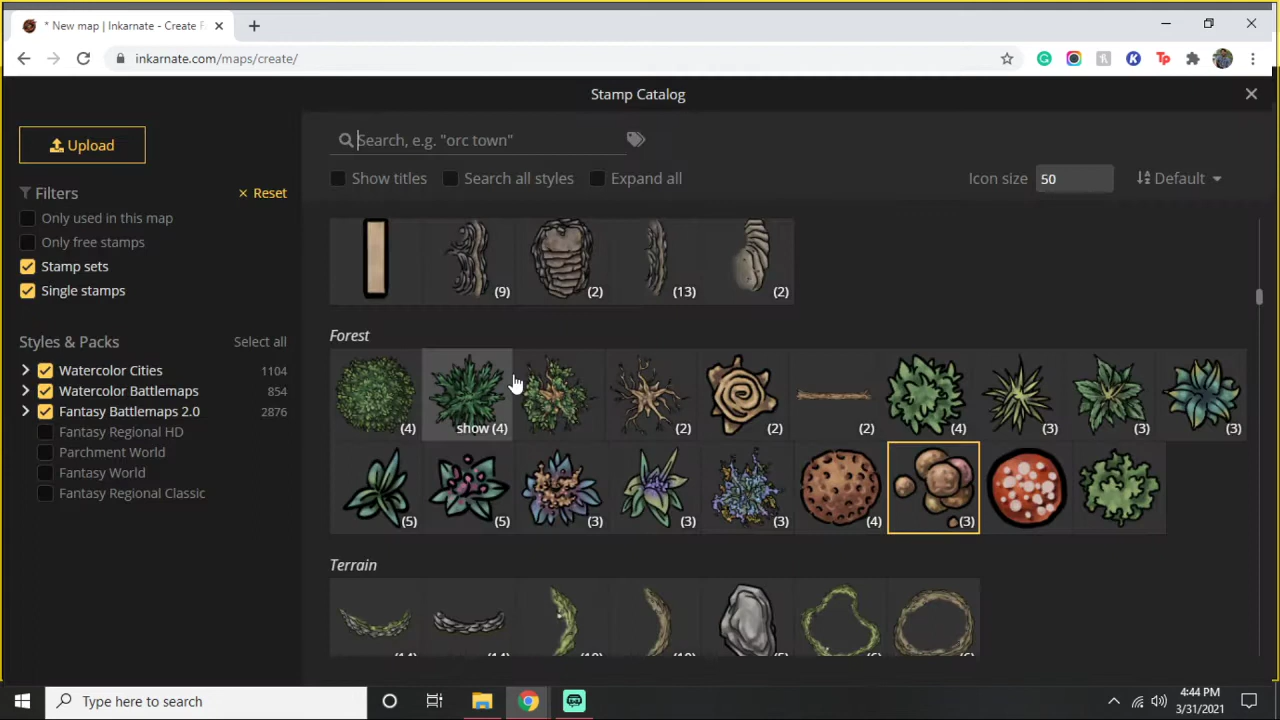 * New map | Inkarnate - Create F
inkarnate.com/maps/create/
Stamp Catalog
Upload
Search, e.g. "orc town"
Show titles
Search all styles
Expand all
Icon size
50
Default
Filters
Reset
Only used in this map
Only free stamps
Stamp sets
Single stamps
Styles & Packs
Select all
Watercolor Cities
1104
Watercolor Battlemaps
854
Fantasy Battlemaps 2.0
2876
Fantasy Regional HD
Parchment World
Fantasy World
Fantasy Regional Classic
(9)
(2)
(13)
(2)
Forest
(4)
show (4)
(2)
(2)
(2)
(4)
(3)
(3)
(3)
(5)
(5)
(3)
(3)
(3)
(4)
(3)
Terrain
Type here to search
4:44 PM
3/31/2021